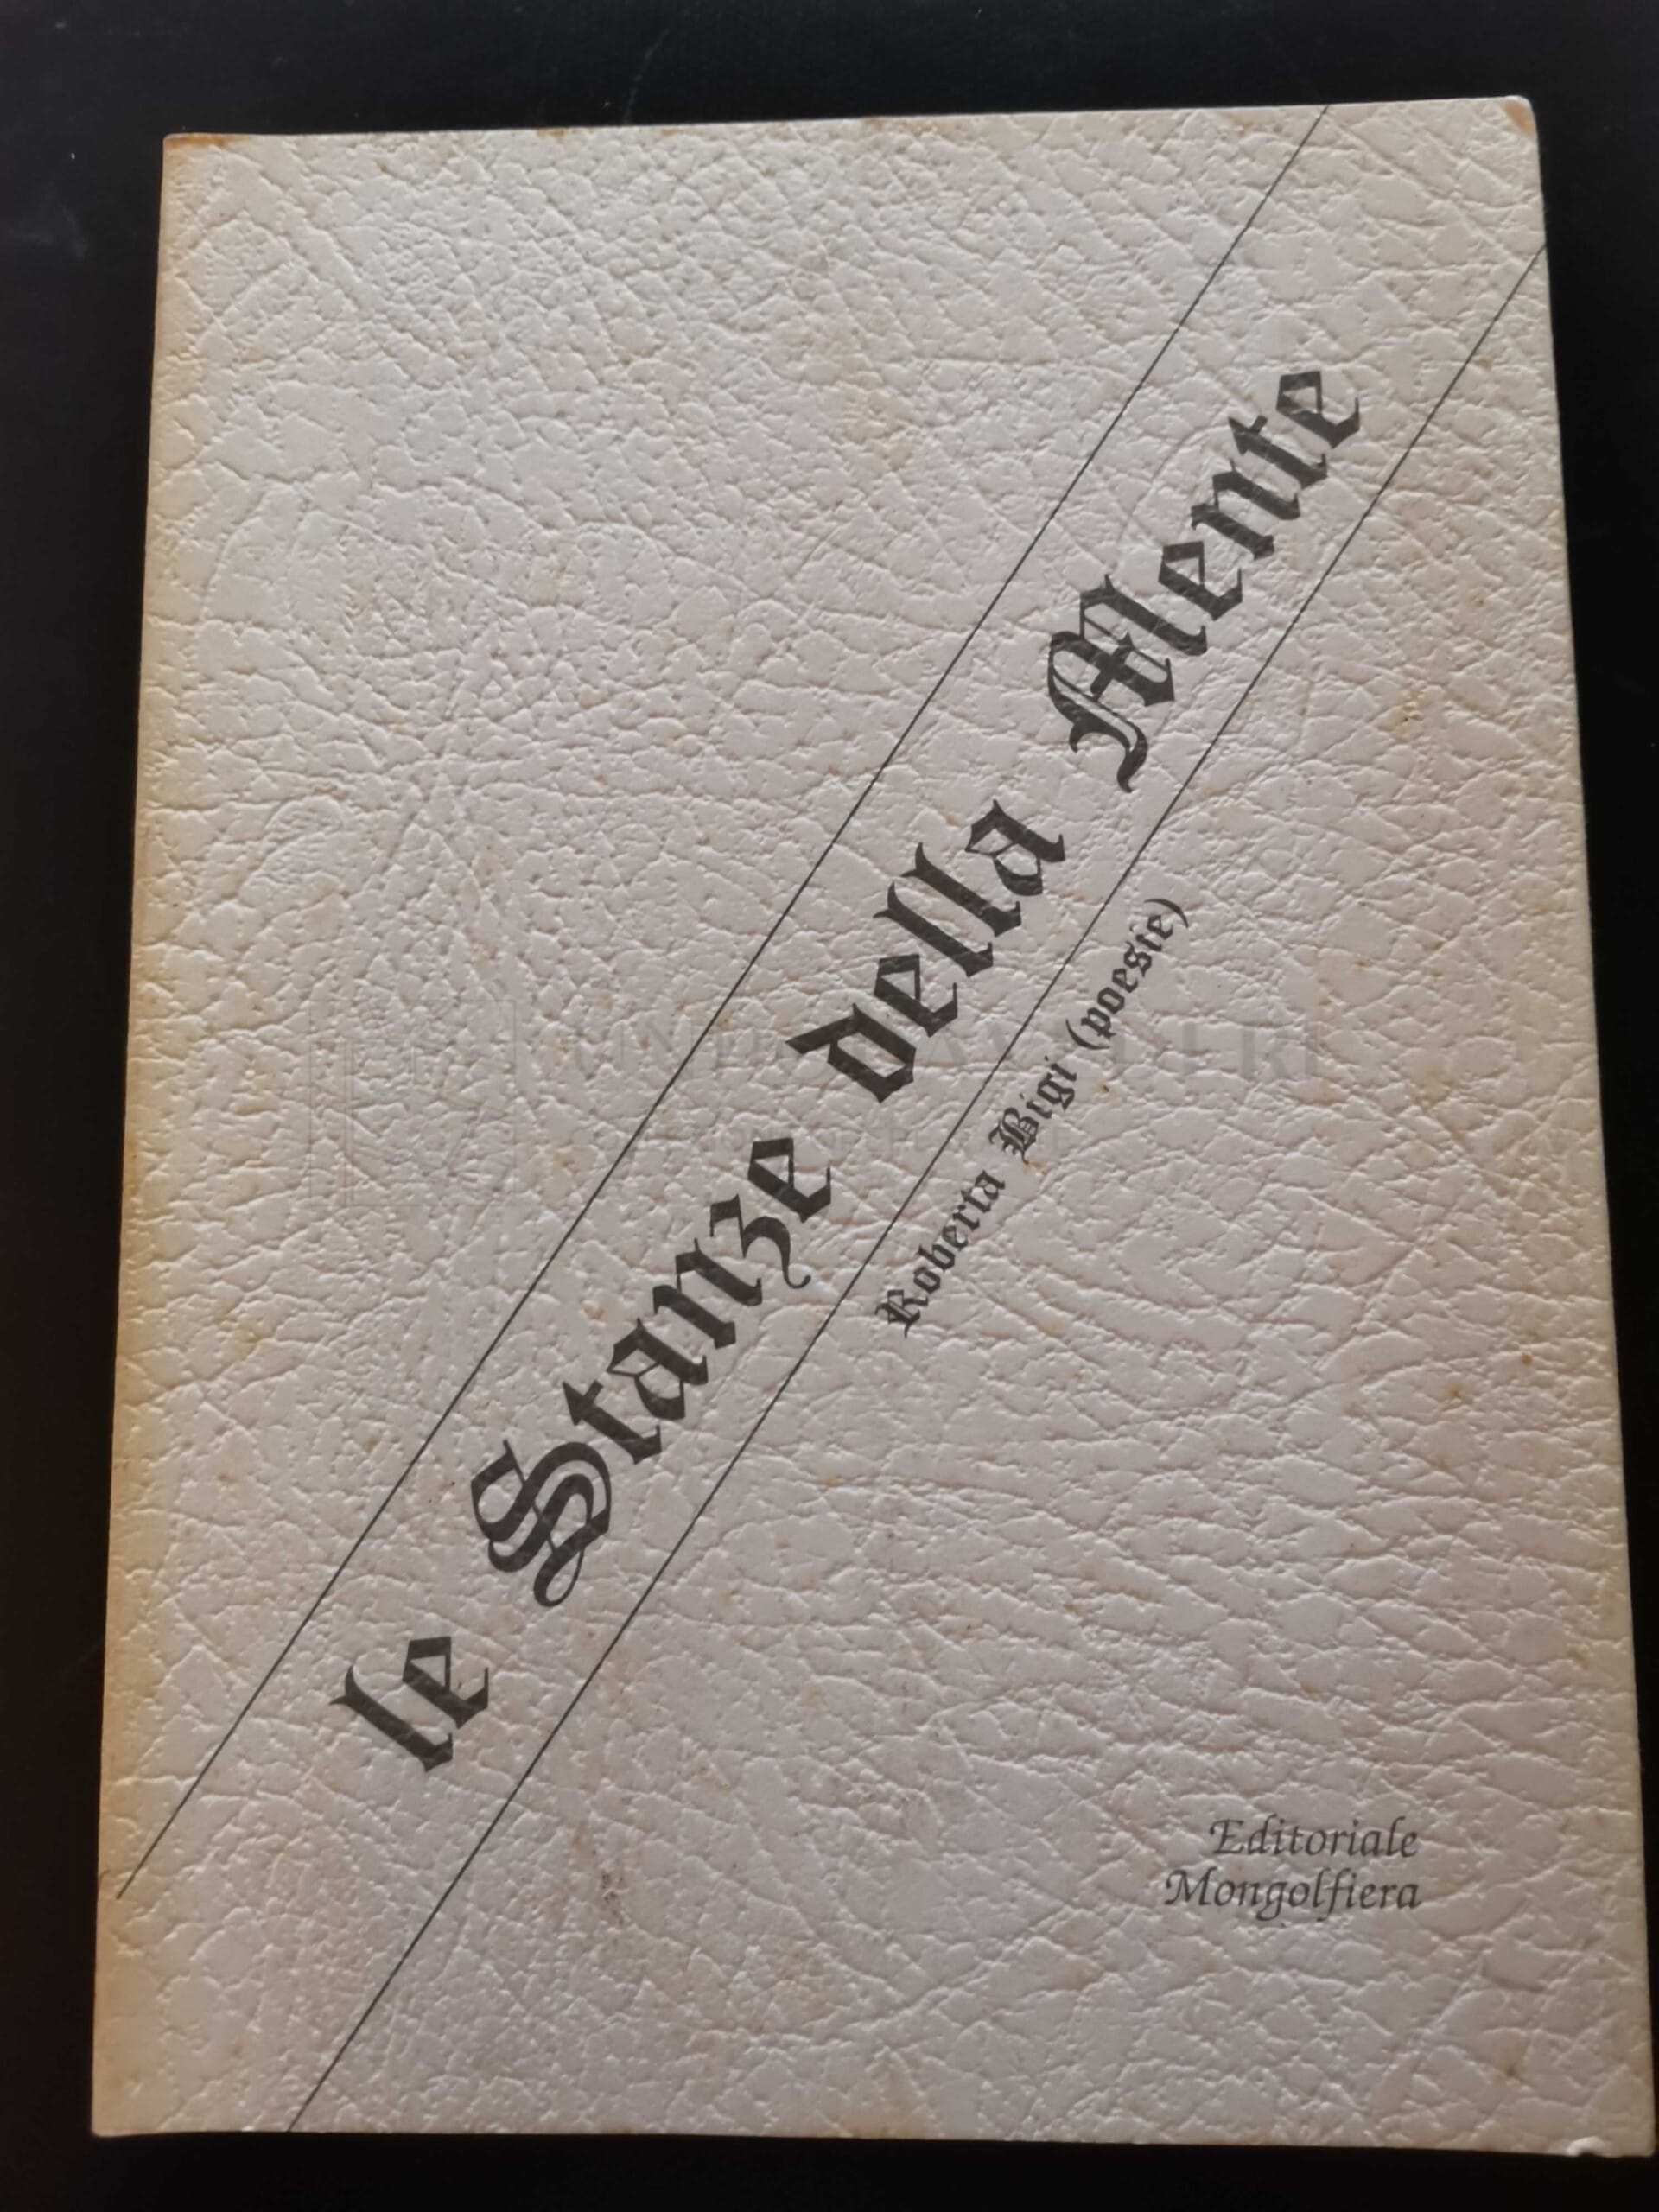 le Stanze della Mente
Roberta Bigi (poesie)
Editoriale
Mongolfiera